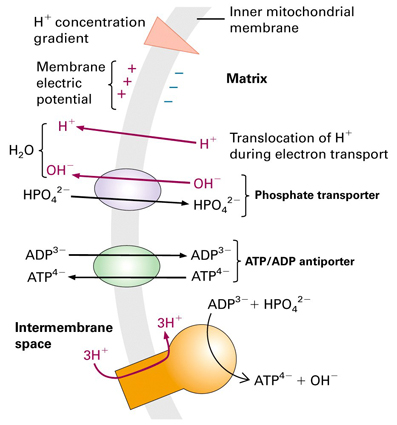 H⁺ concentration
gradient
Inner mitochondrial
membrane
Membrane
electric
potential
+
+
+
−
−
−
Matrix
H⁺
H⁺
Translocation of H⁺
during electron transport
H₂O
OH⁻
OH⁻
HPO₄²⁻
HPO₄²⁻
Phosphate transporter
ADP³⁻
ADP³⁻
ATP⁴⁻
ATP⁴⁻
ATP/ADP antiporter
ADP³⁻ + HPO₄²⁻
Intermembrane
space
3H⁺
3H⁺
ATP⁴⁻ + OH⁻